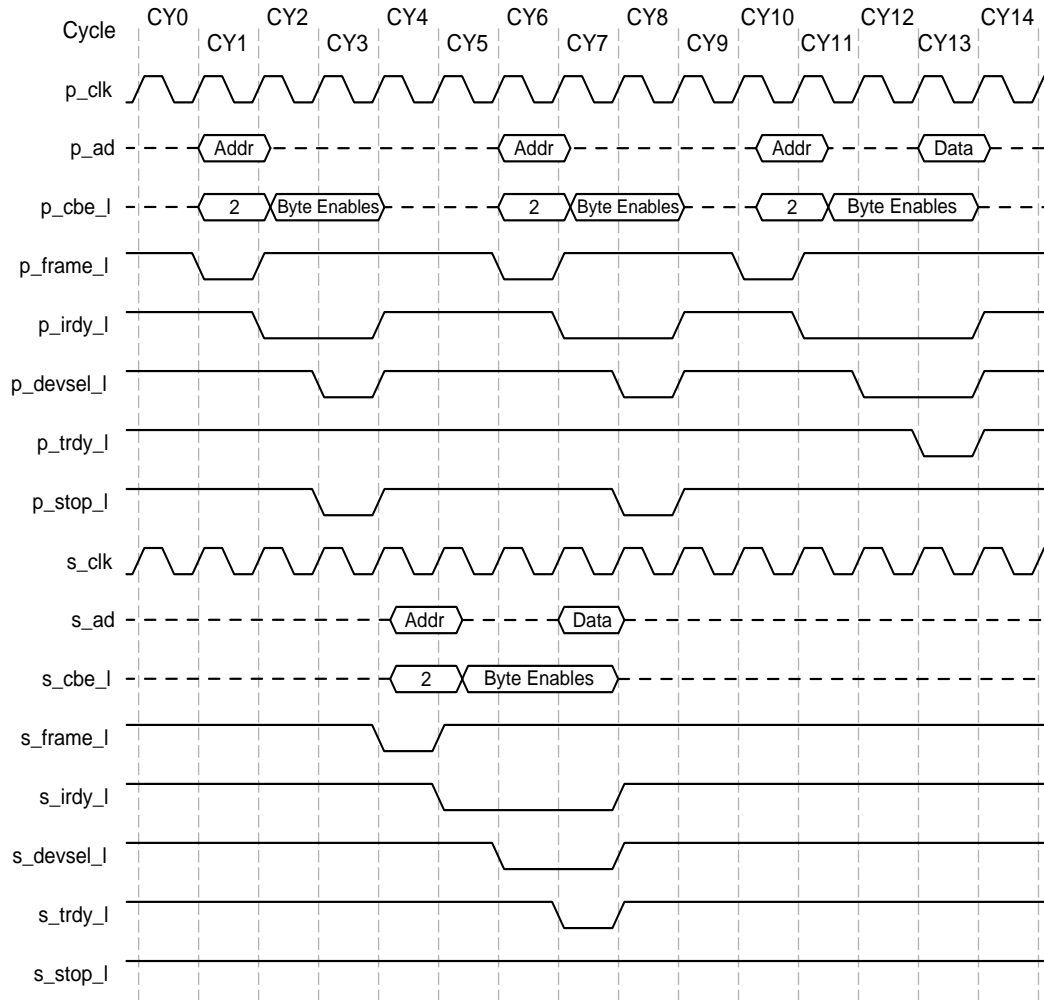 CY0 CY2 CY4 CY6 CY8 CY10 CY12 CY14
Cycle
CY1 CY3 CY5 CY7 CY9 CY11 CY13
p_clk
p_ad Addr Addr Addr Data
p_cbe_l 2 Byte Enables 2 Byte Enables 2 Byte Enables
p_frame_l
p_irdy_l
p_devsel_l
p_trdy_l
p_stop_l
s_clk
s_ad Addr Data
s_cbe_l 2 Byte Enables
s_frame_l
s_irdy_l
s_devsel_l
s_trdy_l
s_stop_l